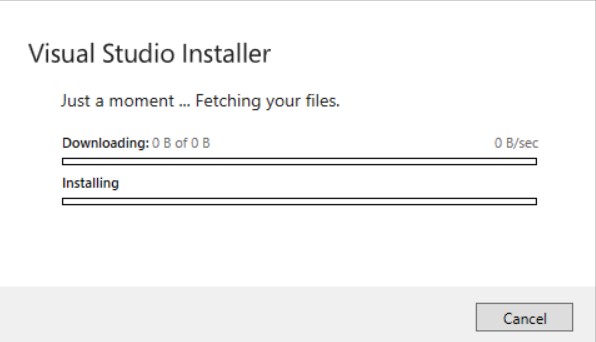 Visual Studio Installer
Just a moment ... Fetching your files.
Downloading: 0 B of 0 B 0 B/sec
Installing
Cancel